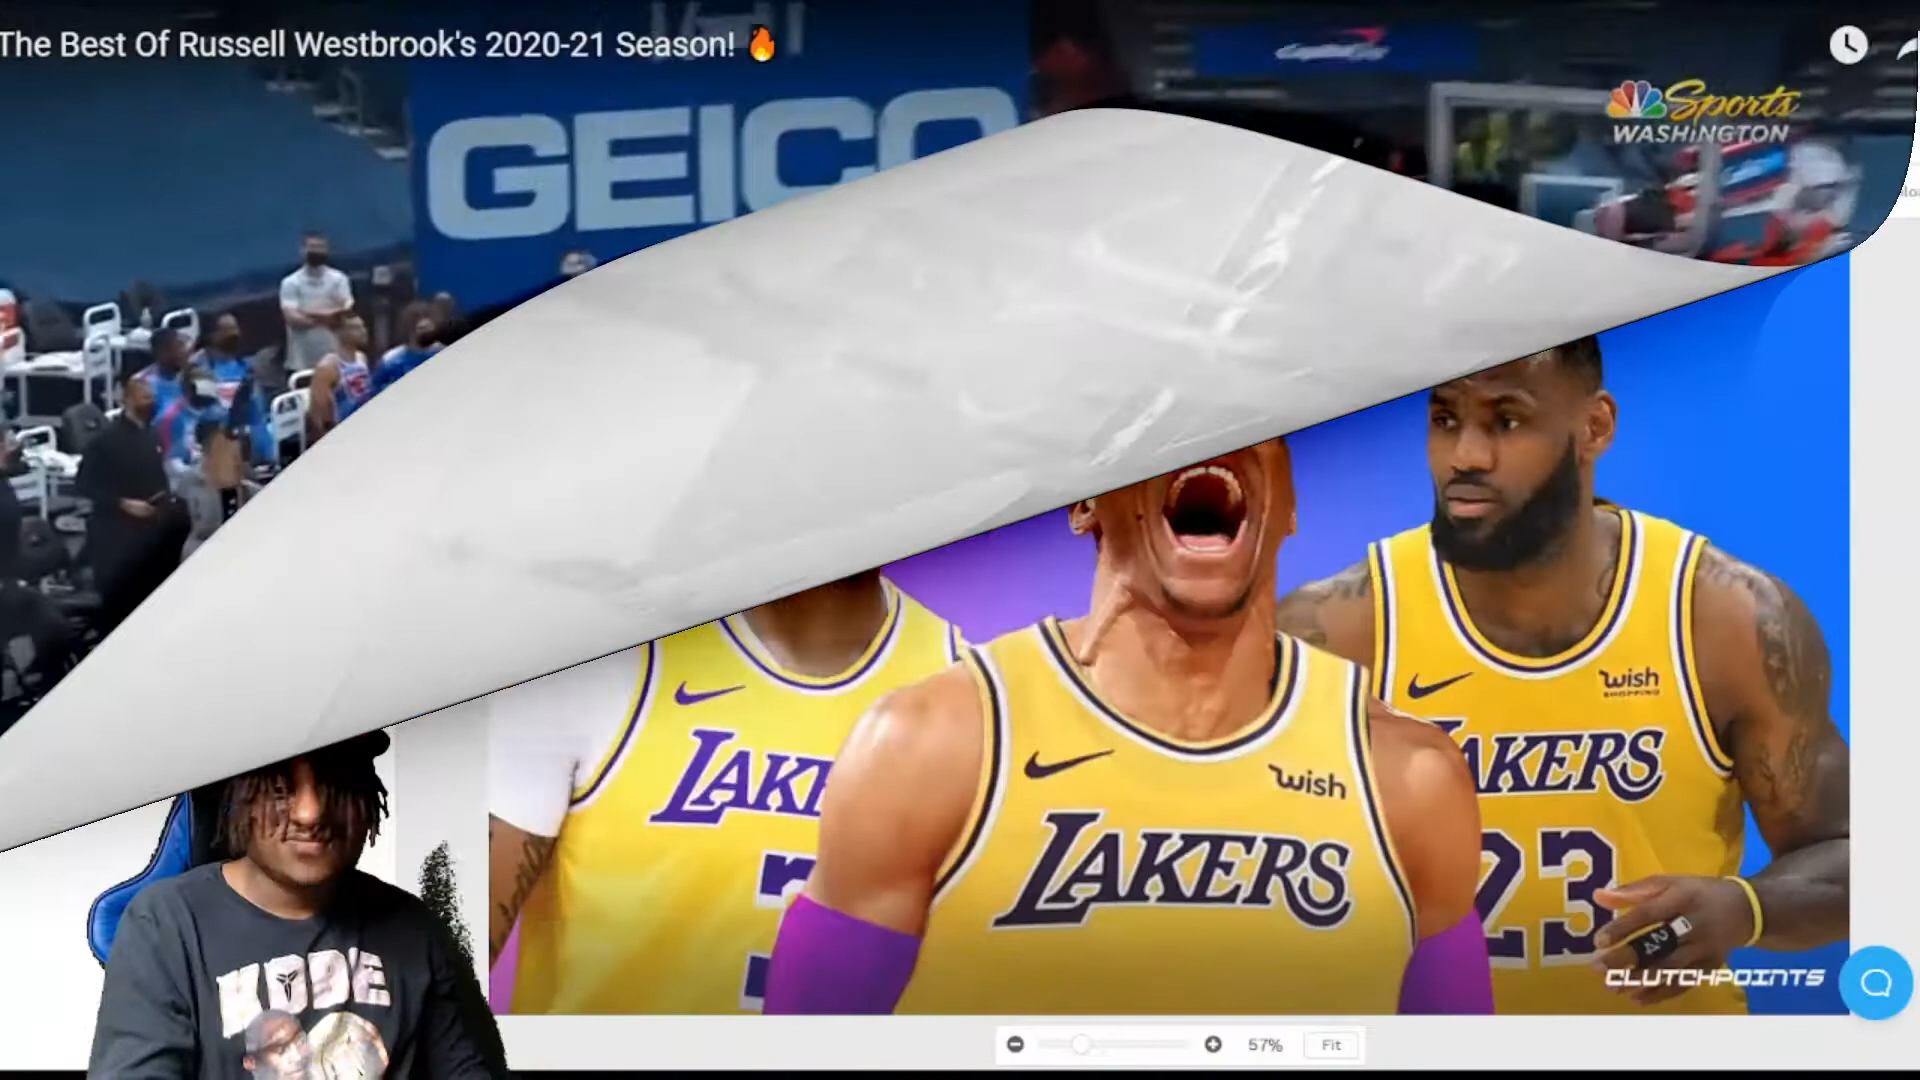 The Best Of Russell Westbrook's 2020-21 Season! 🔥
GEICO
Sports
WASHINGTON
wish
SHOPPING
LAKERS
wish
LAKERS
23
KOBE
CLUTCHPOINTS
57%
Fit